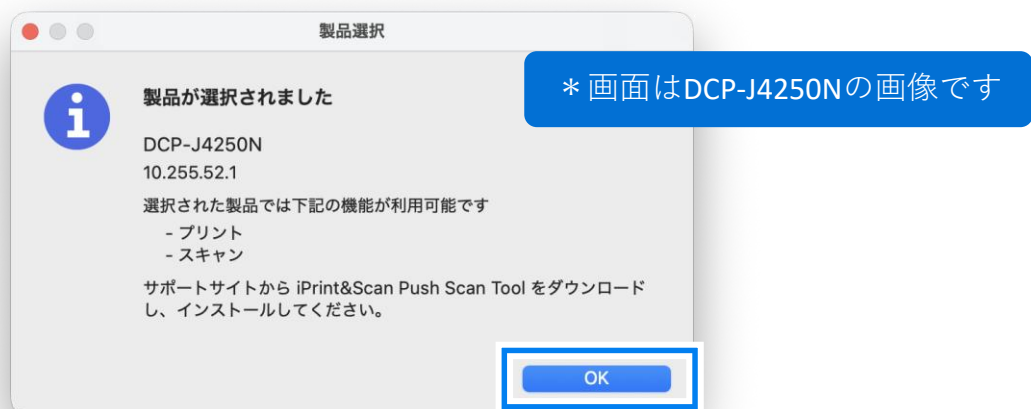 製品選択
＊画面はDCP-J4250Nの画像です
製品が選択されました
DCP-J4250N
10.255.52.1
選択された製品では下記の機能が利用可能です
- プリント
- スキャン
サポートサイトから iPrint&Scan Push Scan Tool をダウンロード
し、インストールしてください。
OK